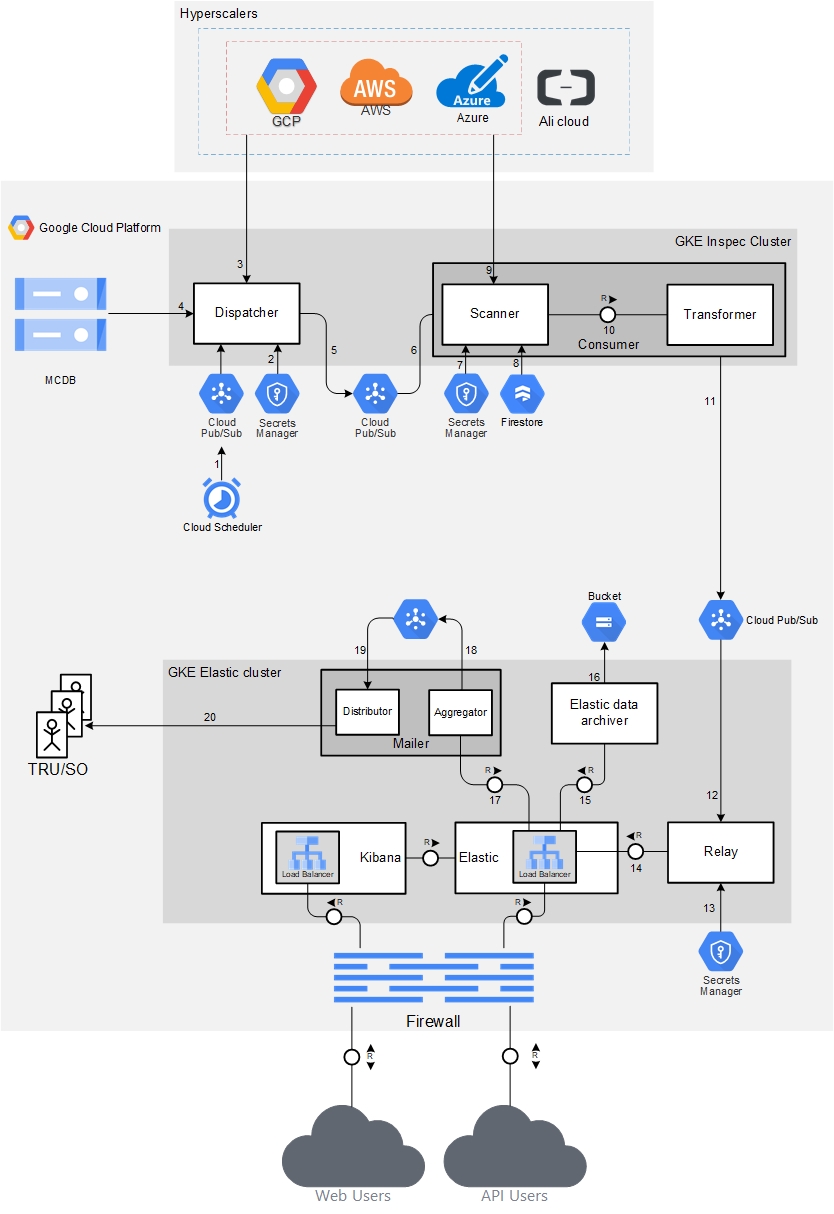 Hyperscalers
AWS
Azure
GCP
AWS
Azure
Ali cloud
Google Cloud Platform
GKE Inspec Cluster
3
9
4
Dispatcher
Scanner
R
10
Transformer
Consumer
MCDB
2
5
6
7
8
11
Cloud
Pub/Sub
Secrets
Manager
Cloud
Pub/Sub
Secrets
Manager
Firestore
1
Cloud Scheduler
Bucket
Cloud Pub/Sub
19
18
16
GKE Elastic cluster
Distributor
Aggregator
Mailer
Elastic data
archiver
20
TRU/SO
R
17
R
15
12
Kibana
Load Balancer
R
Elastic
Load Balancer
R
14
Relay
R
R
13
Secrets
Manager
Firewall
R
R
Web Users
API Users